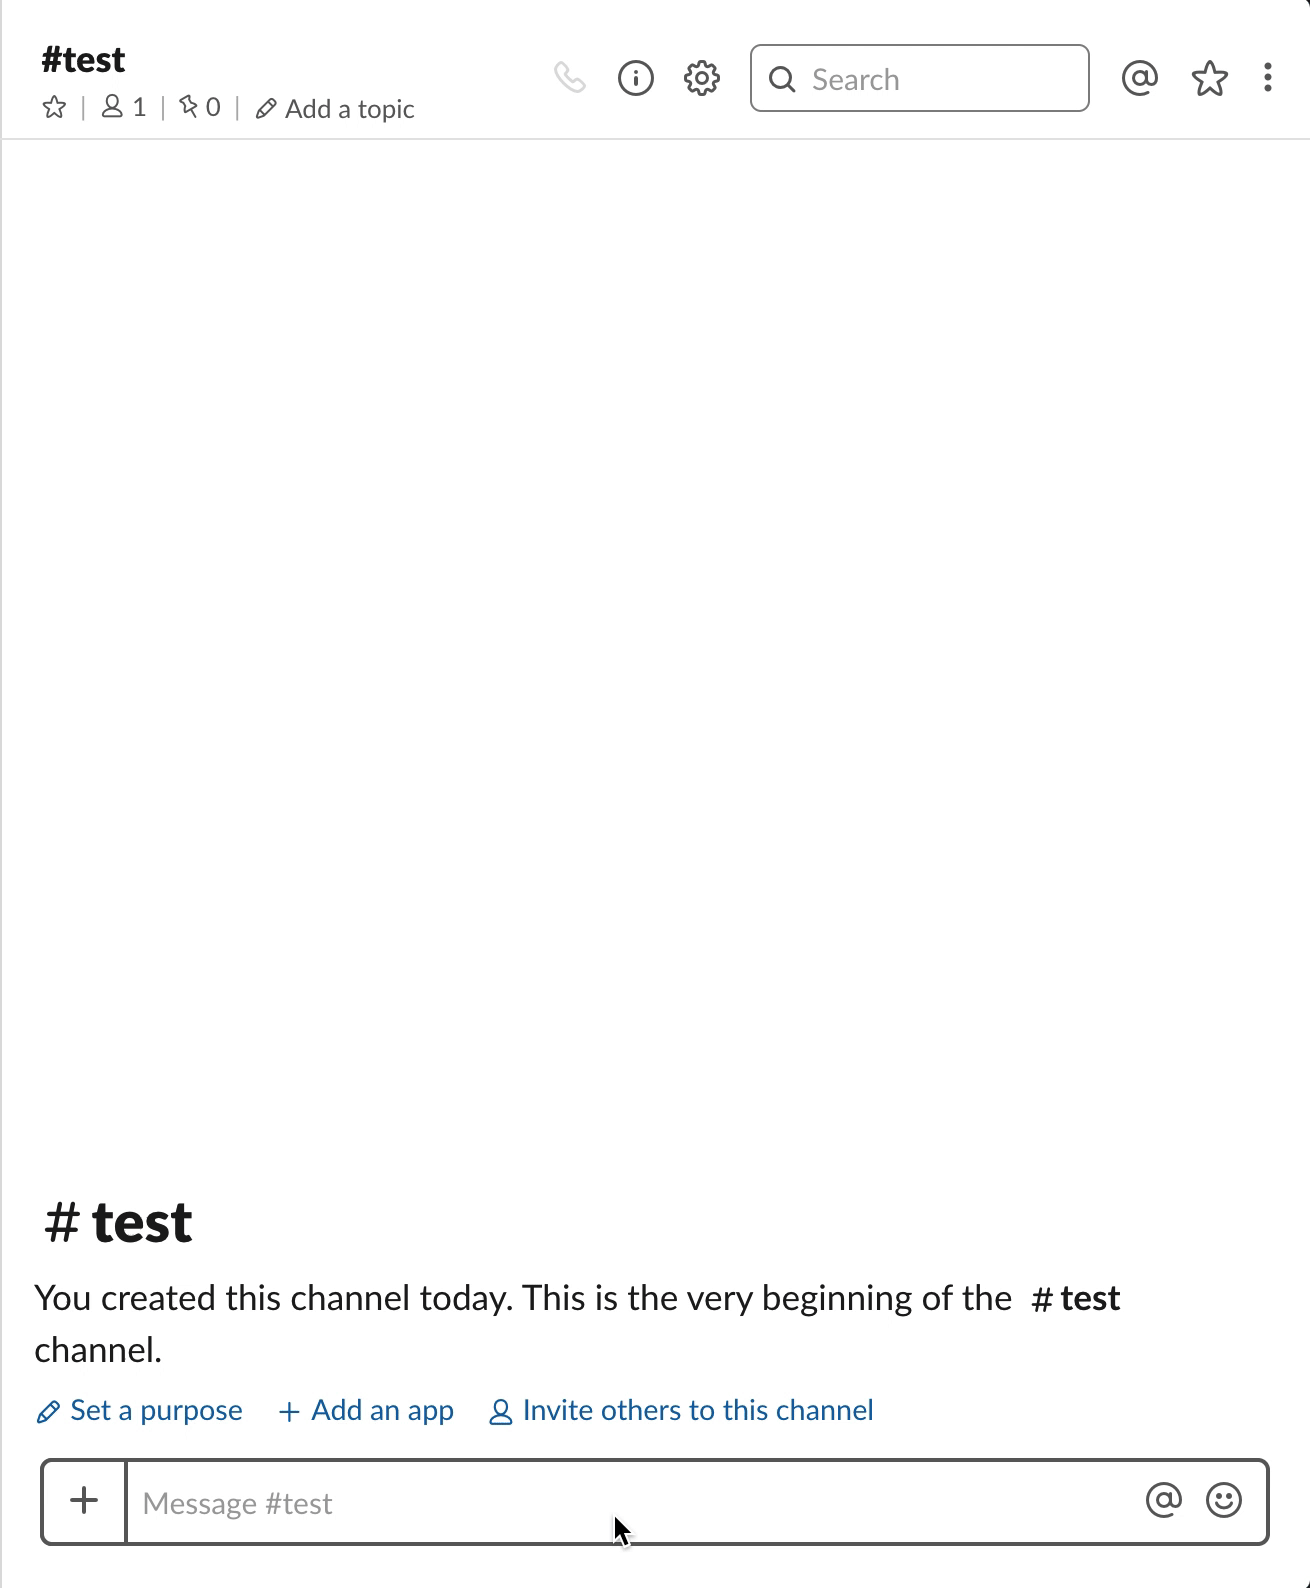 #test
1 | 0 | Add a topic
Search
# test
You created this channel today. This is the very beginning of the # test
channel.
Set a purpose + Add an app Invite others to this channel
+ Message #test @